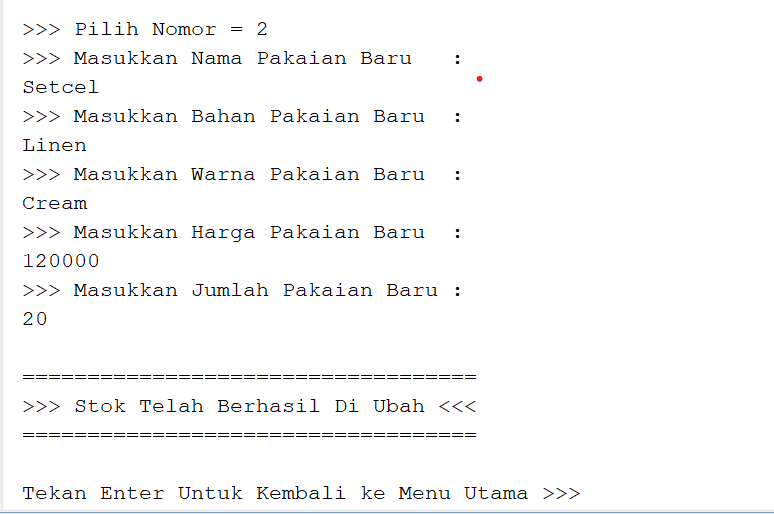 >>> Pilih Nomor = 2
>>> Masukkan Nama Pakaian Baru   :
Setcel
>>> Masukkan Bahan Pakaian Baru  :
Linen
>>> Masukkan Warna Pakaian Baru  :
Cream
>>> Masukkan Harga Pakaian Baru  :
120000
>>> Masukkan Jumlah Pakaian Baru :
20
===================================
>>> Stok Telah Berhasil Di Ubah <<<
===================================
Tekan Enter Untuk Kembali ke Menu Utama >>>